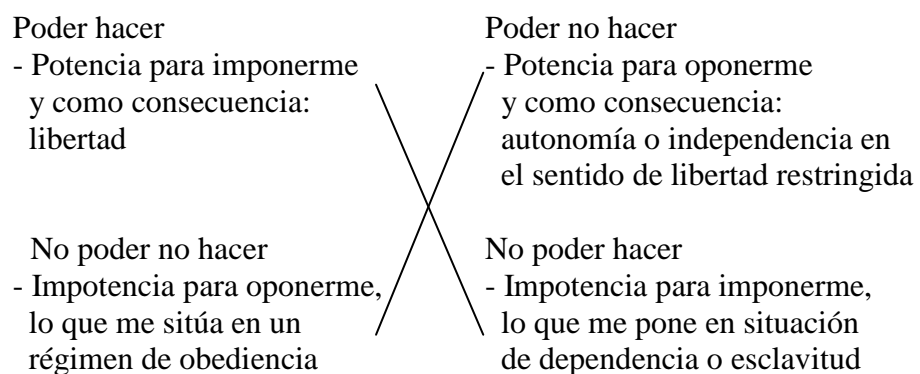 Poder hacer
- Potencia para imponerme
y como consecuencia:
libertad
Poder no hacer
- Potencia para oponerme
y como consecuencia:
autonomía o independencia en
el sentido de libertad restringida
No poder no hacer
- Impotencia para oponerme,
lo que me sitúa en un
régimen de obediencia
No poder hacer
- Impotencia para imponerme,
lo que me pone en situación
de dependencia o esclavitud